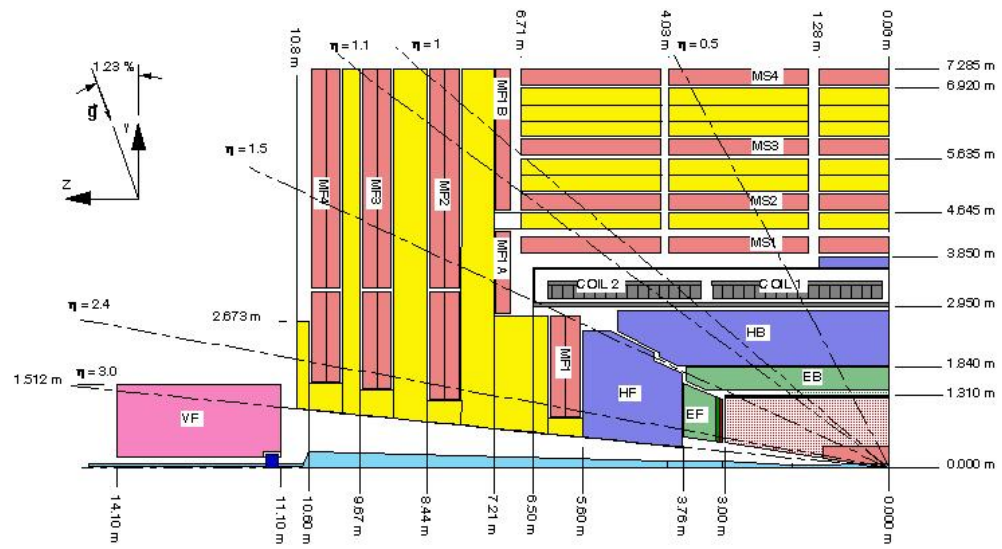 10.8 m
6.71 m
4.03 m
1.28 m
0.00 m
η = 1.1
η = 1
η = 0.5
1.23 %
g
Y
Z
η = 1.5
η = 2.4
η = 3.0
1.512 m
2.673 m
MF4
MF3
MF2
MF1 B
MF1 A
MF1
MS4
MS3
MS2
MS1
COIL 2
COIL 1
HB
EB
HF
EF
VF
7.285 m
6.920 m
5.635 m
4.645 m
3.850 m
2.950 m
1.840 m
1.310 m
0.000 m
14.10 m
11.10 m
10.60 m
9.67 m
8.44 m
7.21 m
6.50 m
5.60 m
3.76 m
3.00 m
0.000 m